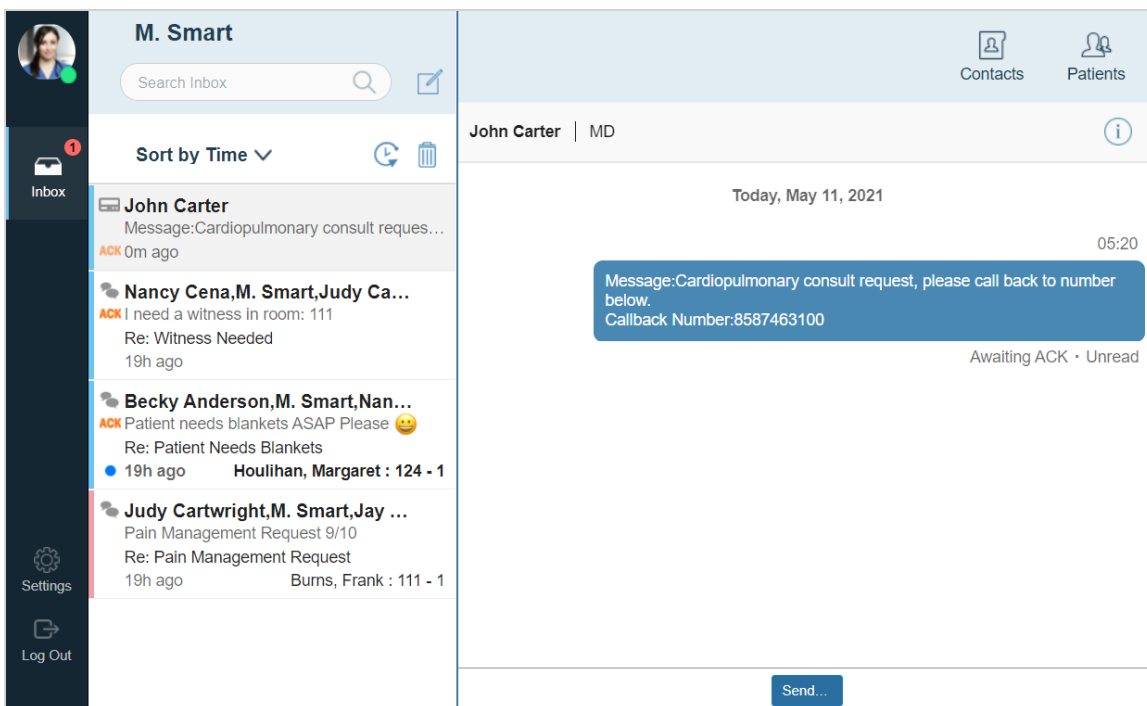 M. Smart
Search Inbox
Contacts
Patients
1
Inbox
Sort by Time
John Carter
Message:Cardiopulmonary consult reques...
ACK 0m ago
Nancy Cena,M. Smart,Judy Ca...
ACK I need a witness in room: 111
Re: Witness Needed
19h ago
Becky Anderson,M. Smart,Nan...
ACK Patient needs blankets ASAP Please 😀
Re: Patient Needs Blankets
19h ago Houlihan, Margaret : 124 - 1
Judy Cartwright,M. Smart,Jay ...
Pain Management Request 9/10
Re: Pain Management Request
19h ago Burns, Frank : 111 - 1
Settings
Log Out
John Carter | MD
i
Today, May 11, 2021
05:20
Message:Cardiopulmonary consult request, please call back to number
below.
Callback Number:8587463100
Awaiting ACK · Unread
Send...